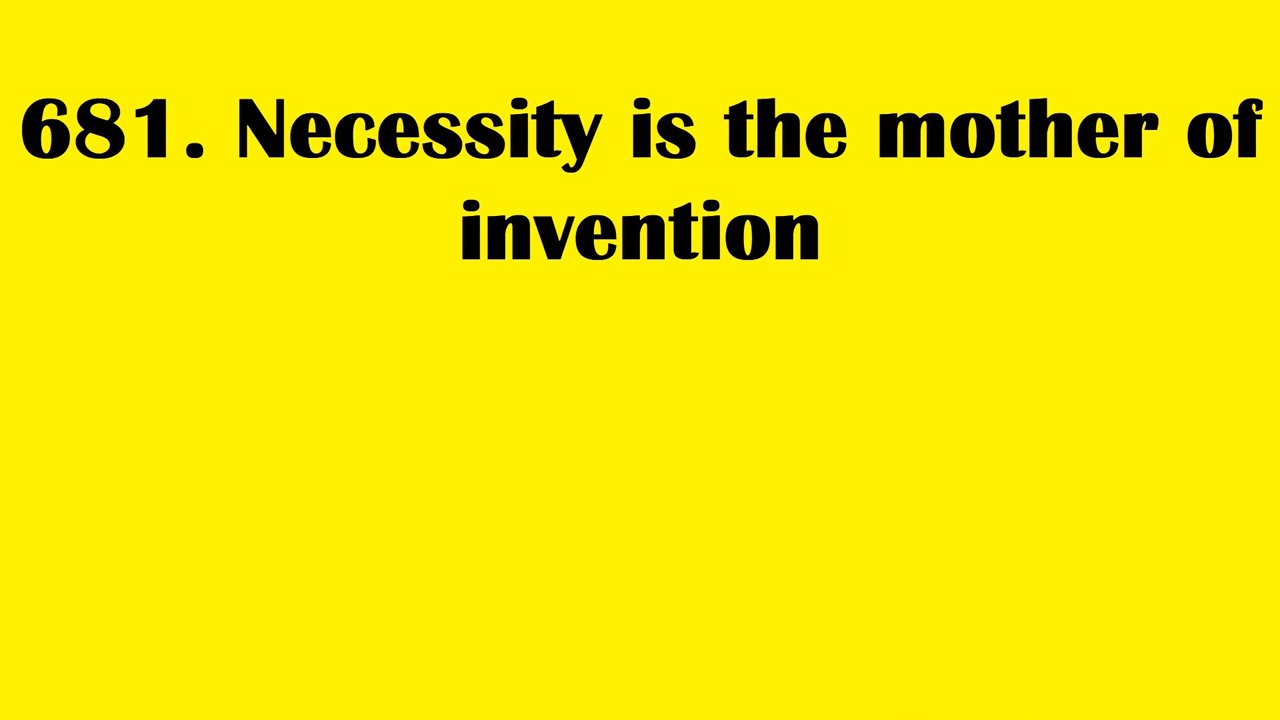 681. Necessity is the mother of
invention